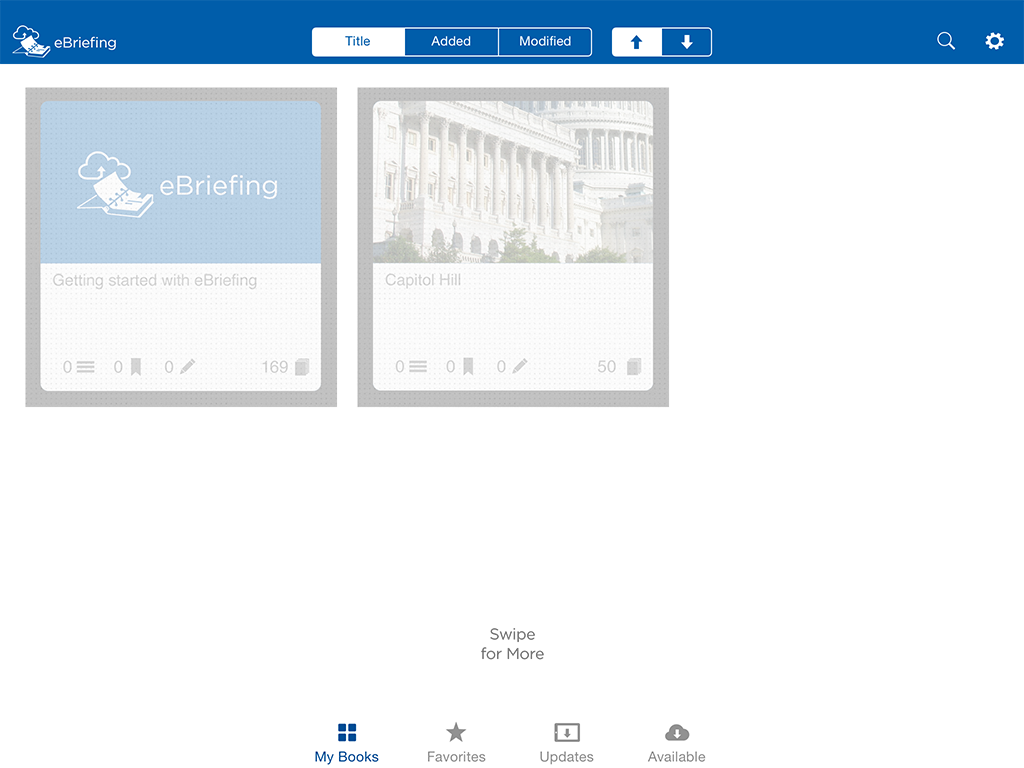 eBriefing
Title
Added
Modified
eBriefing
Getting started with eBriefing
0
0
0
169
Capitol Hill
0
0
0
50
Swipe
for More
My Books
Favorites
Updates
Available